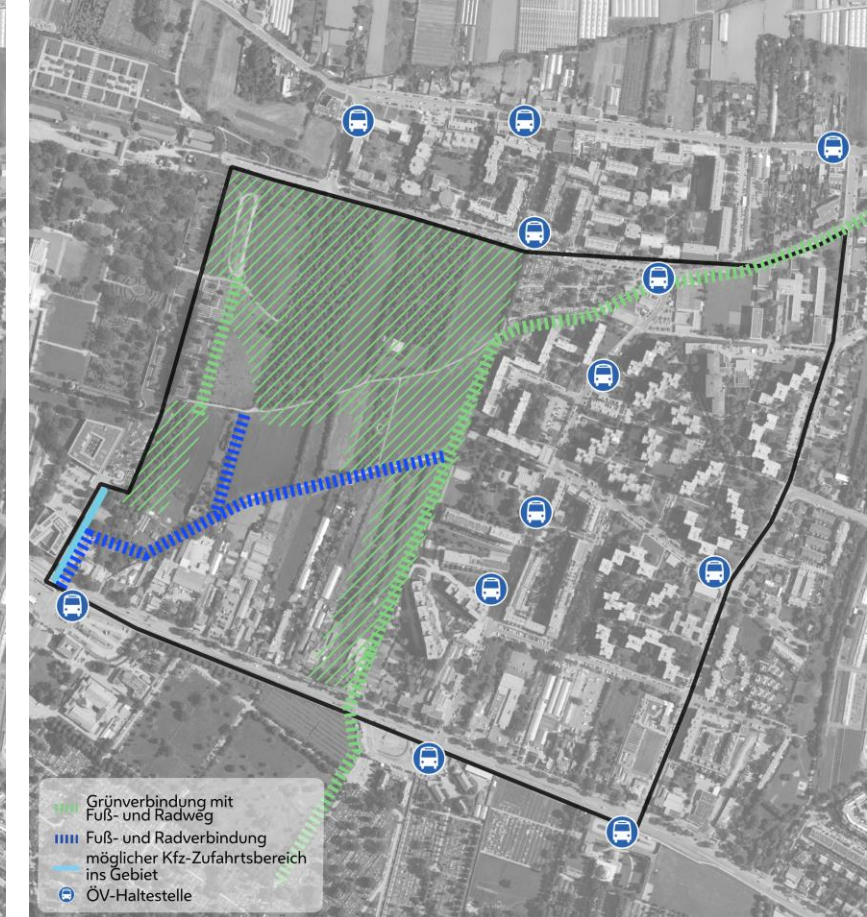 Grünverbindung mit
Fuß- und Radweg
Fuß- und Radverbindung
möglicher Kfz-Zufahrtsbereich
ins Gebiet
ÖV-Haltestelle